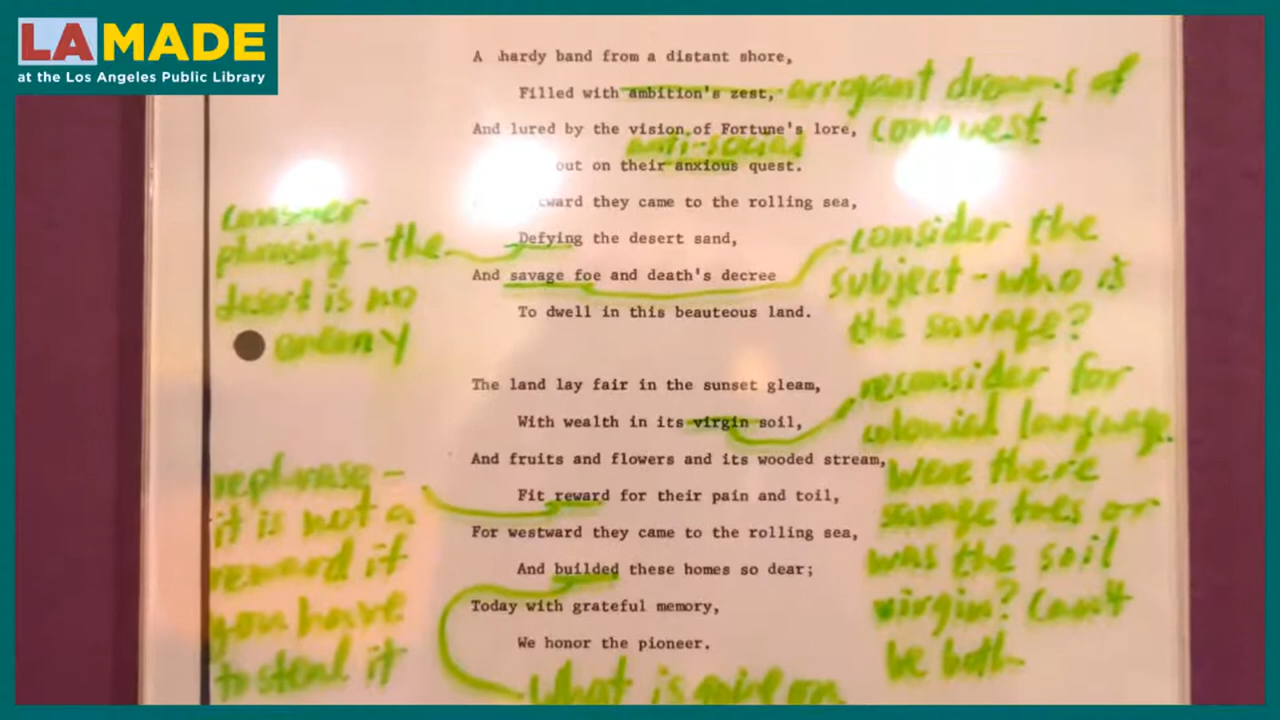 LA MADE
at the Los Angeles Public Library
A hardy band from a distant shore,
Filled with ambition's zest,
arrogant dreams of
conquest
And lured by the vision of Fortune's lore,
anti-social
out on their anxious quest.
ward they came to the rolling sea,
Defying the desert sand,
And savage foe and death's decree
To dwell in this beauteous land.
consider
phrasing - the
desert is no
enemy
consider the
subject - who is
the savage?
The land lay fair in the sunset gleam,
With wealth in its virgin soil,
And fruits and flowers and its wooded stream,
Fit reward for their pain and toil,
For westward they came to the rolling sea,
And builded these homes so dear;
Today with grateful memory,
We honor the pioneer.
reconsider for
colonial language.
Were there
savage foes or
was the soil
virgin? Can't
be both
rephrase -
it is not a
reward if
you have
to steal it
What is going on